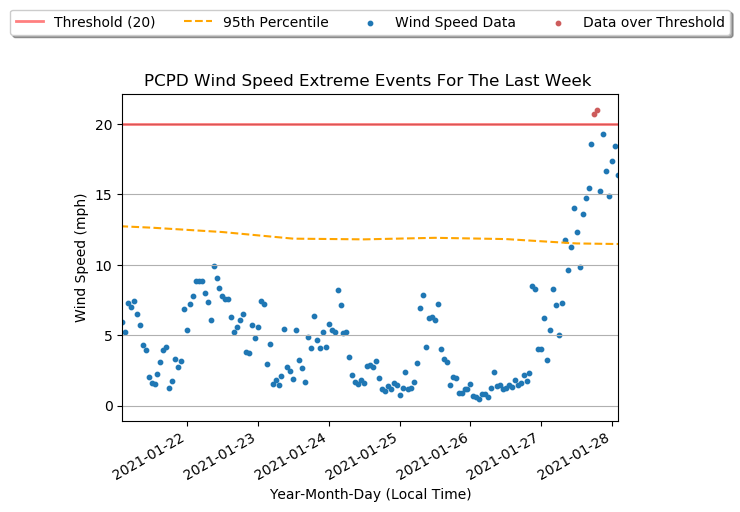 Threshold (20) 95th Percentile Wind Speed Data Data over Threshold
PCPD Wind Speed Extreme Events For The Last Week
Wind Speed (mph)
20
15
10
5
0
2021-01-22 2021-01-23 2021-01-24 2021-01-25 2021-01-26 2021-01-27 2021-01-28
Year-Month-Day (Local Time)